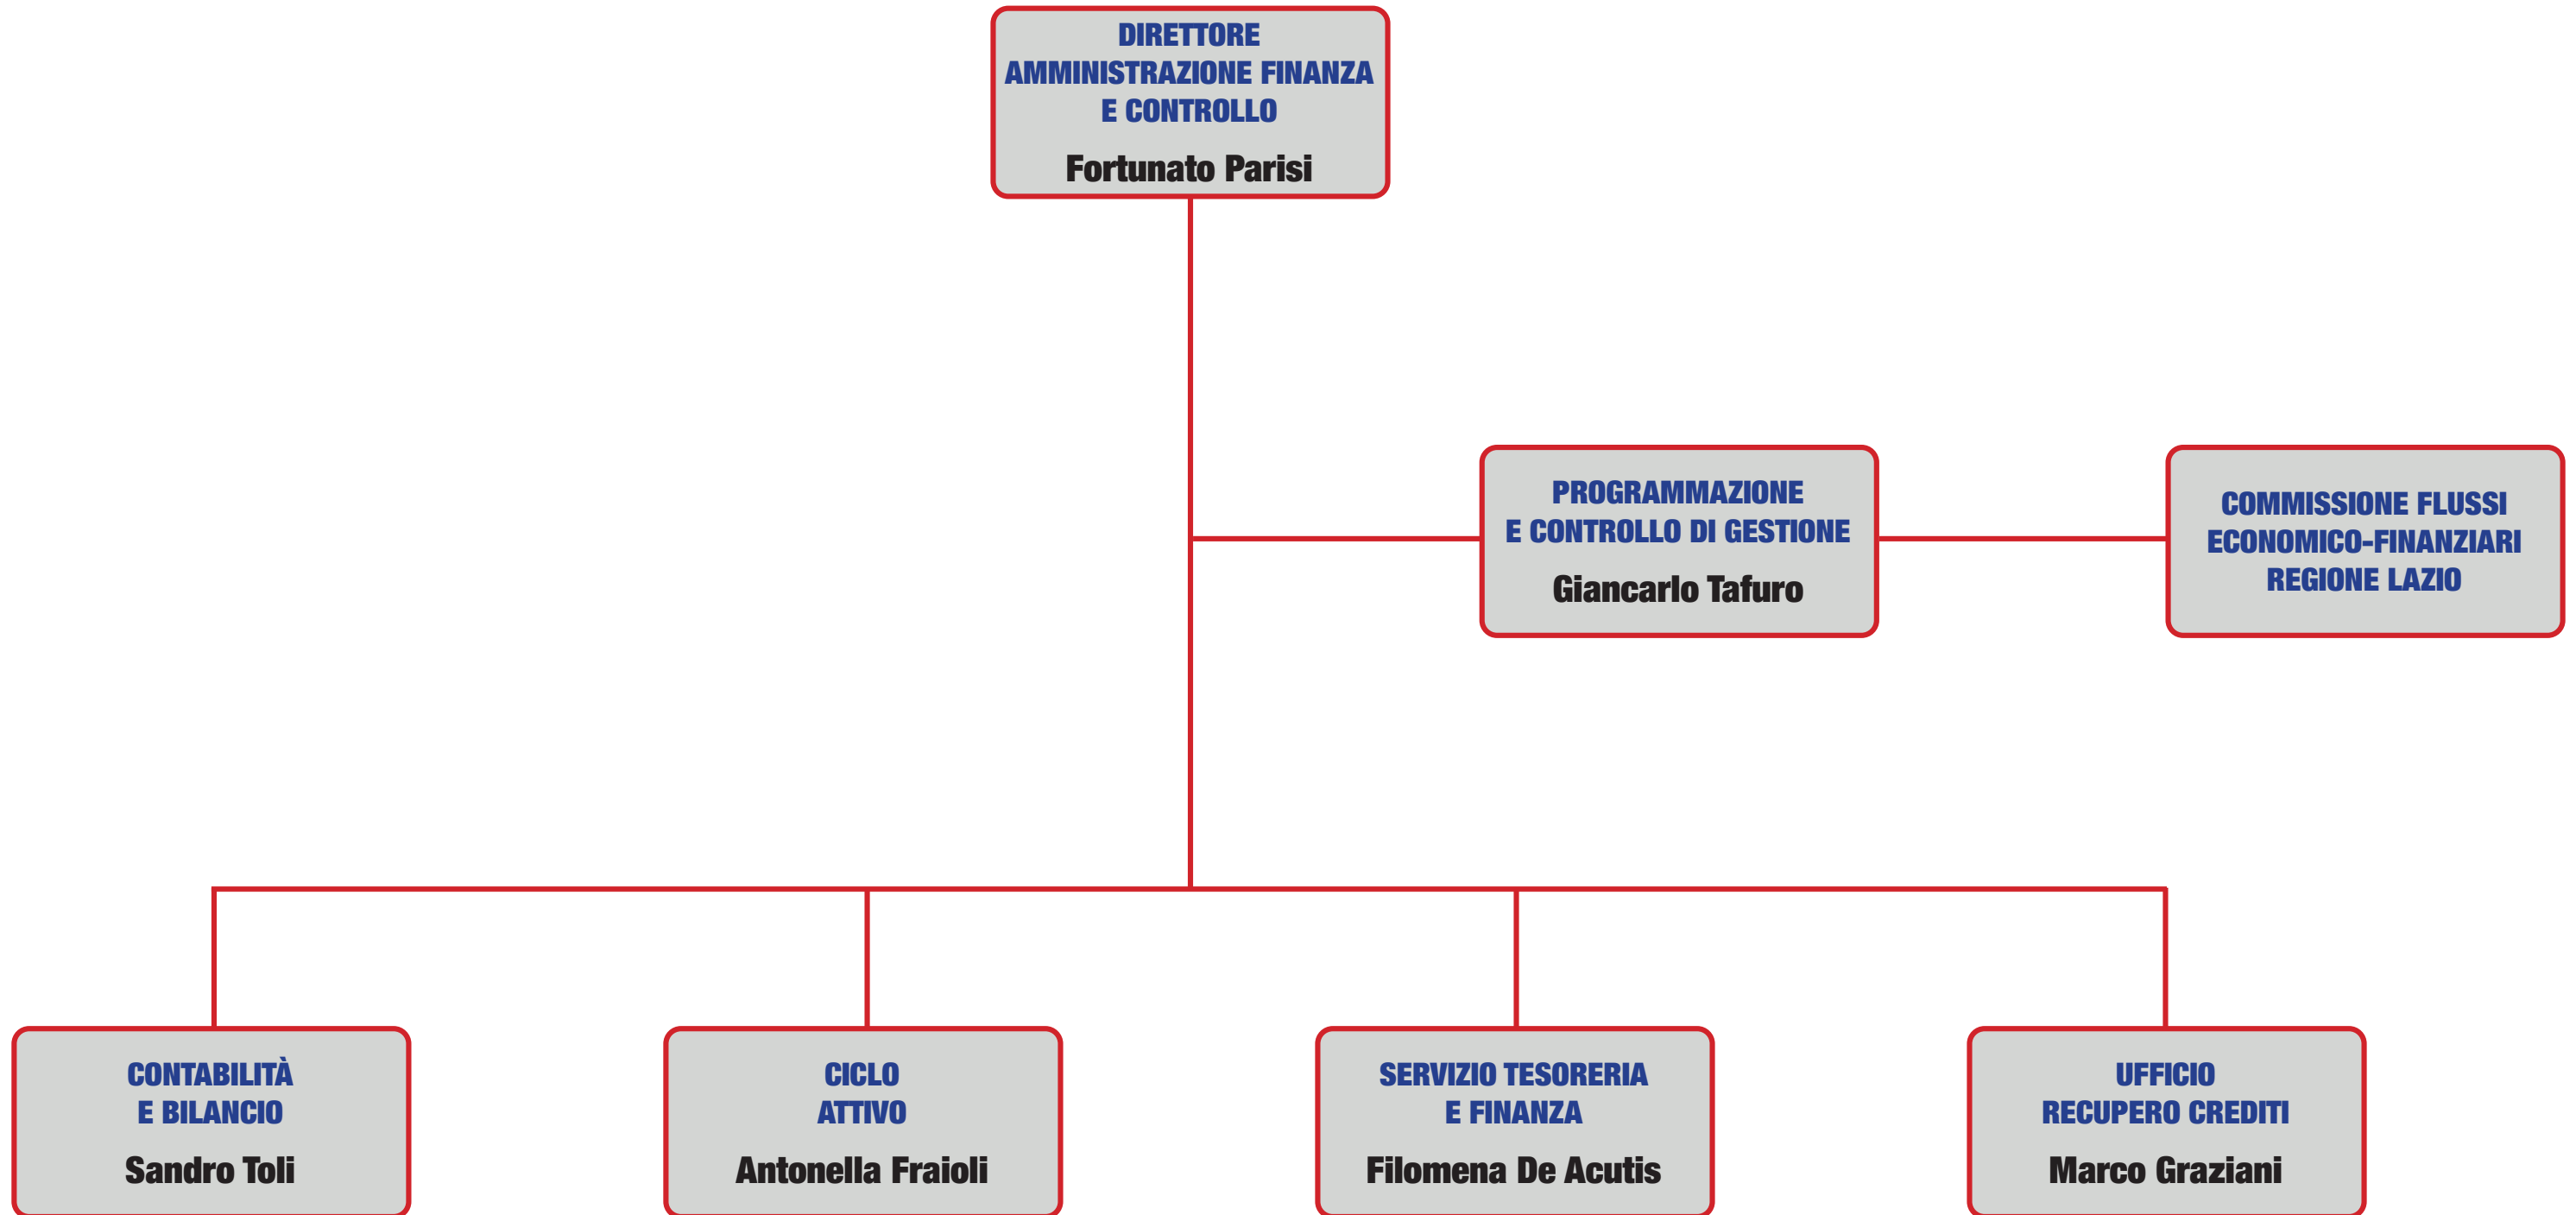 DIRETTORE
AMMINISTRAZIONE FINANZA
E CONTROLLO
Fortunato Parisi
PROGRAMMAZIONE
E CONTROLLO DI GESTIONE
Giancarlo Tafuro
COMMISSIONE FLUSSI
ECONOMICO-FINANZIARI
REGIONE LAZIO
CONTABILITÀ
E BILANCIO
Sandro Toli
CICLO
ATTIVO
Antonella Fraioli
SERVIZIO TESORERIA
E FINANZA
Filomena De Acutis
UFFICIO
RECUPERO CREDITI
Marco Graziani